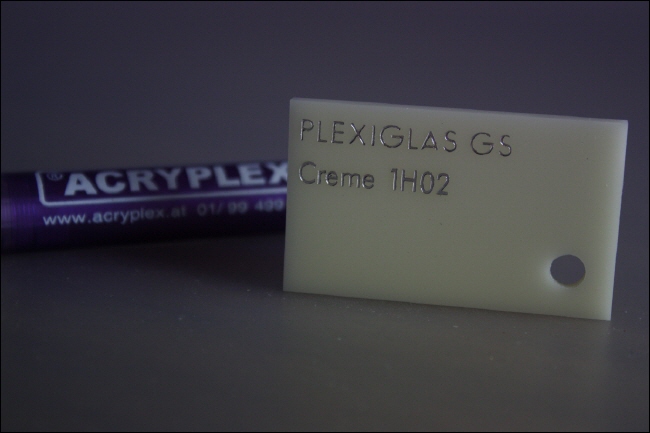 PLEXIGLAS GS
Creme 1H02
® ACRYPLEX
www.acryplex.at 01/ 99 499